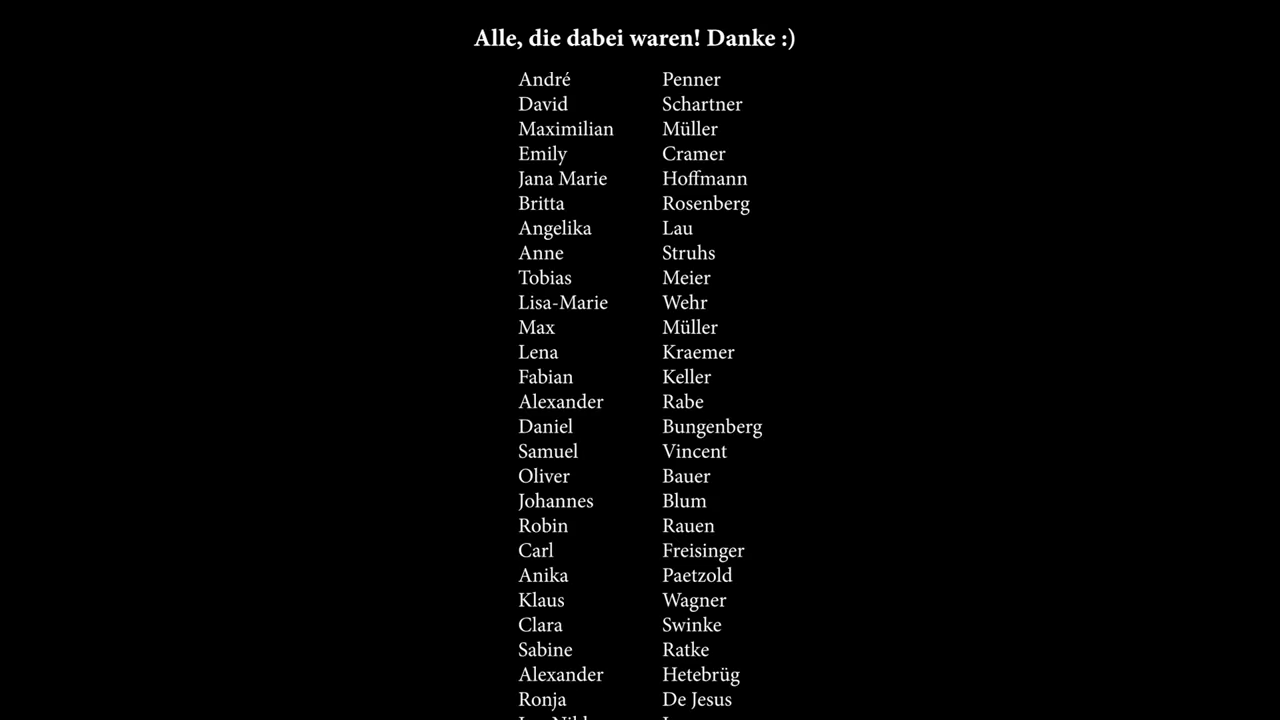 Alle, die dabei waren! Danke :)
André Penner
David Schartner
Maximilian Müller
Emily Cramer
Jana Marie Hoffmann
Britta Rosenberg
Angelika Lau
Anne Struhs
Tobias Meier
Lisa-Marie Wehr
Max Müller
Lena Kraemer
Fabian Keller
Alexander Rabe
Daniel Bungenberg
Samuel Vincent
Oliver Bauer
Johannes Blum
Robin Rauen
Carl Freisinger
Anika Paetzold
Klaus Wagner
Clara Swinke
Sabine Ratke
Alexander Hetebrüg
Ronja De Jesus